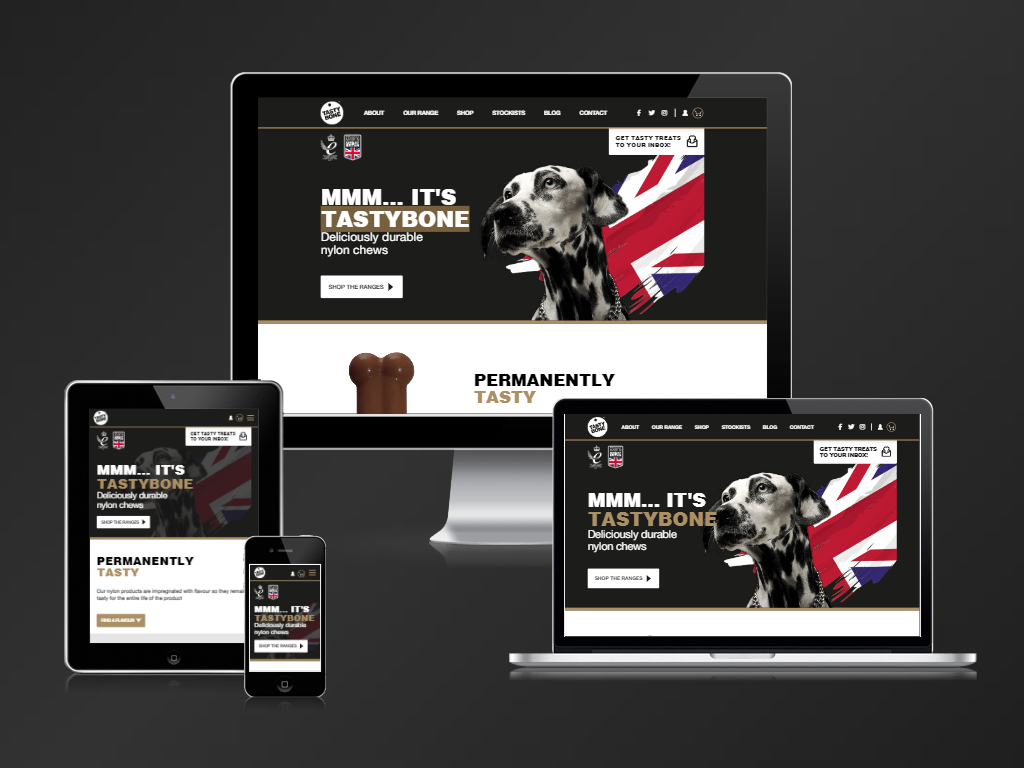 TASTY
BONE
ABOUT OUR RANGE SHOP STOCKISTS BLOG CONTACT
GET TASTY TREATS
TO YOUR INBOX!
MMM... IT'S
TASTYBONE
Deliciously durable
nylon chews
SHOP THE RANGES
PERMANENTLY
TASTY
GET TASTY TREATS
TO YOUR INBOX!
MMM... IT'S
TASTYBONE
Deliciously durable
nylon chews
SHOP THE RANGES
PERMANENTLY
TASTY
Our nylon products are impregnated with flavour so they remain
tasty for the entire life of the product
FIND A FLAVOUR
MMM... IT'S
TASTYBONE
Deliciously durable
nylon chews
SHOP THE RANGES
TASTY
BONE
ABOUT OUR RANGE SHOP STOCKISTS BLOG CONTACT
GET TASTY TREATS
TO YOUR INBOX!
MMM... IT'S
TASTYBONE
Deliciously durable
nylon chews
SHOP THE RANGES